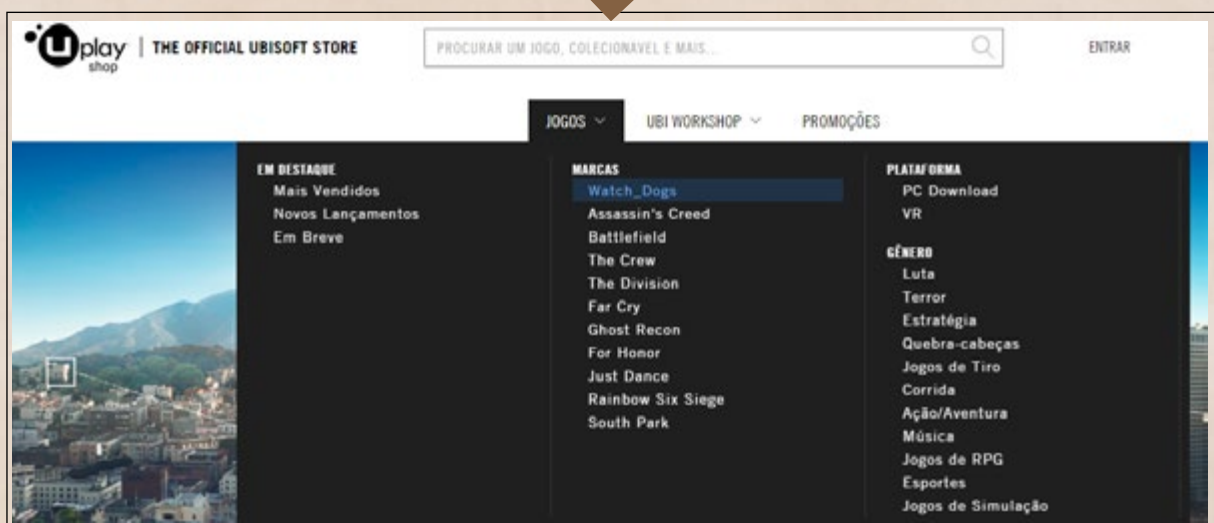 Uplay shop | THE OFFICIAL UBISOFT STORE
PROCURAR UM JOGO, COLECIONAVEL E MAIS...
ENTRAR
JOGOS
UBI WORKSHOP
PROMOÇÕES
EM DESTAQUE
Mais Vendidos
Novos Lançamentos
Em Breve
MARCAS
Watch_Dogs
Assassin's Creed
Battlefield
The Crew
The Division
Far Cry
Ghost Recon
For Honor
Just Dance
Rainbow Six Siege
South Park
PLATAFORMA
PC Download
VR
GÊNERO
Luta
Terror
Estratégia
Quebra-cabeças
Jogos de Tiro
Corrida
Ação/Aventura
Música
Jogos de RPG
Esportes
Jogos de Simulação